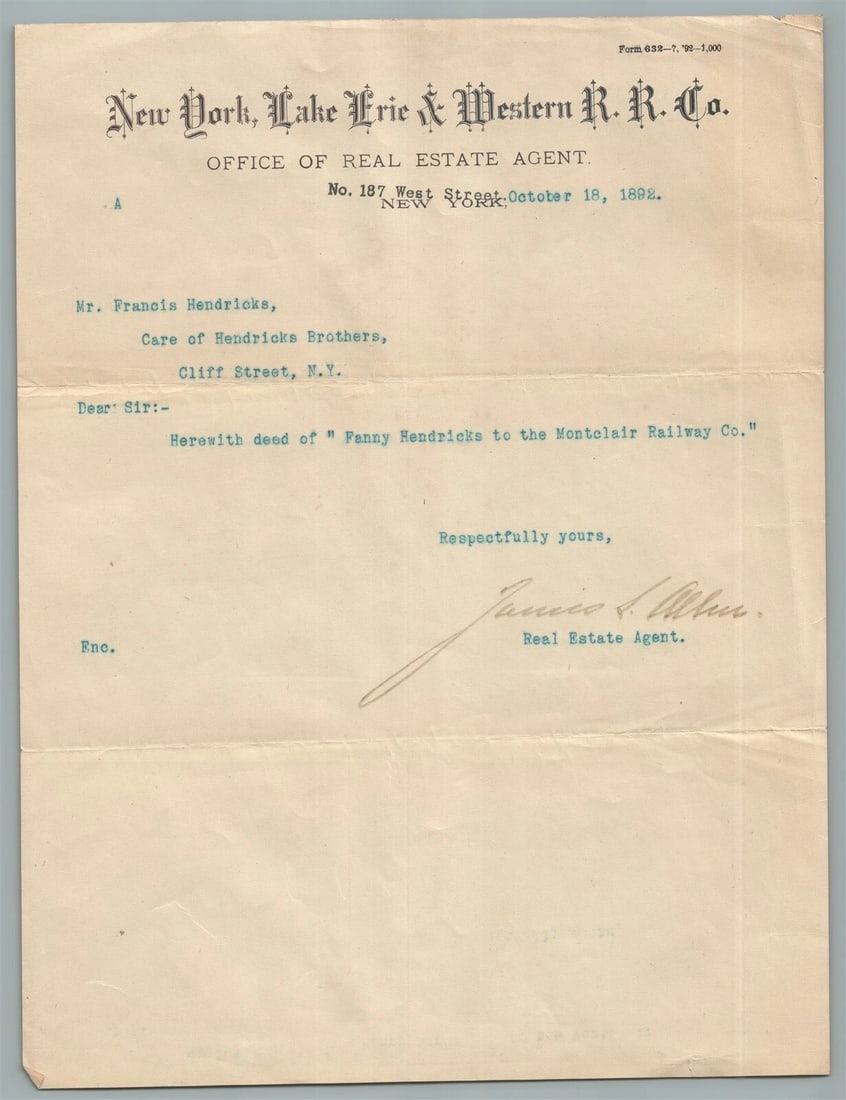 Form 632—7, '92—1,000
New York, Lake Erie & Western R. R. Co.
OFFICE OF REAL ESTATE AGENT.
No. 187 West Street,
A NEW YORK, October 18, 1892.
Mr. Francis Hendricks,
Care of Hendricks Brothers,
Cliff Street, N.Y.
Dear Sir:-
Herewith deed of " Fanny Hendricks to the Montclair Railway Co."
Respectfully yours,
James S. Allen.
Real Estate Agent.
Enc.